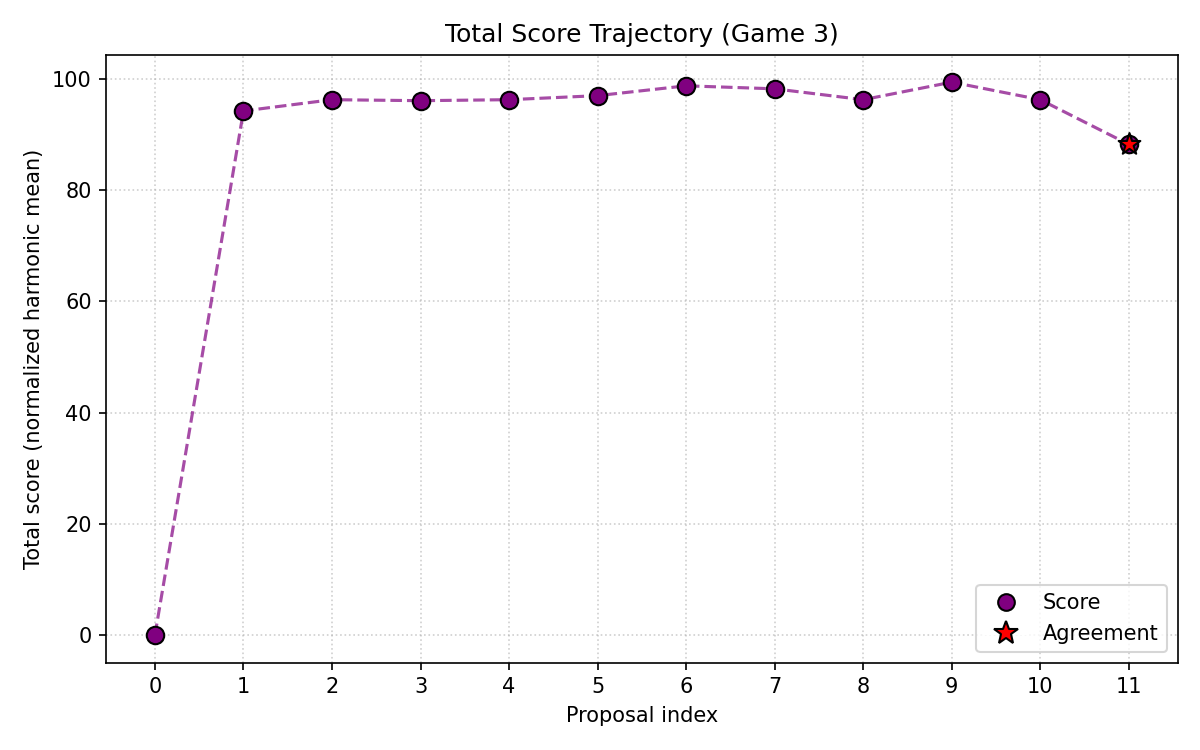 Total Score Trajectory (Game 3)
Total score (normalized harmonic mean)
100
80
60
40
20
0
0 1 2 3 4 5 6 7 8 9 10 11
Proposal index
Score
Agreement